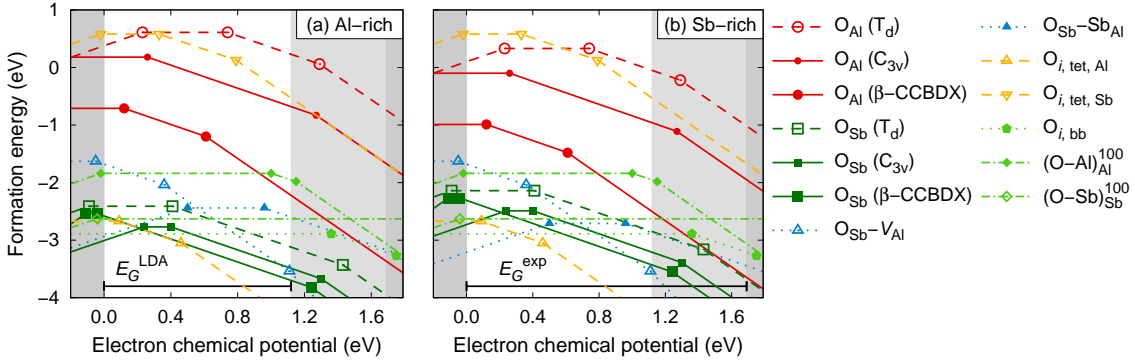 (a) Al−rich
(b) Sb−rich
Formation energy (eV)
1
0
−1
−2
−3
−4
E_G^LDA
E_G^exp
0.0 0.4 0.8 1.2 1.6
0.0 0.4 0.8 1.2 1.6
Electron chemical potential (eV)
Electron chemical potential (eV)
O_Al (T_d)
O_Al (C_3v)
O_Al (β−CCBDX)
O_Sb (T_d)
O_Sb (C_3v)
O_Sb (β−CCBDX)
O_Sb−V_Al
O_Sb−Sb_Al
O_i, tet, Al
O_i, tet, Sb
O_i, bb
(O−Al)_Al^100
(O−Sb)_Sb^100